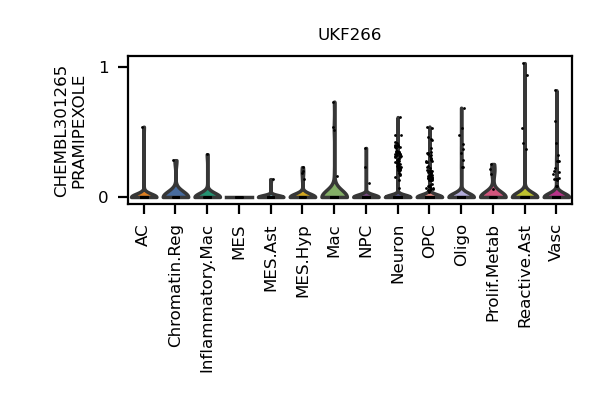 UKF266
CHEMBL301265
PRAMIPEXOLE
1
0
AC
Chromatin.Reg
Inflammatory.Mac
MES
MES.Ast
MES.Hyp
Mac
NPC
Neuron
OPC
Oligo
Prolif.Metab
Reactive.Ast
Vasc